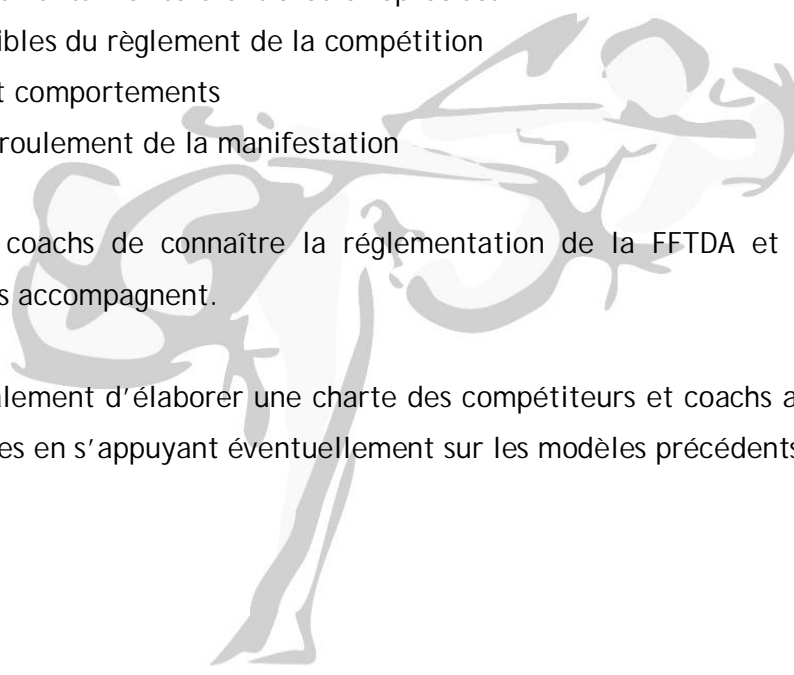 ibles du règlement de la compétition
t comportements
roulement de la manifestation
coachs de connaître la réglementation de la FFTDA et
s accompagnent.
lement d'élaborer une charte des compétiteurs et coachs a
es en s'appuyant éventuellement sur les modèles précédents